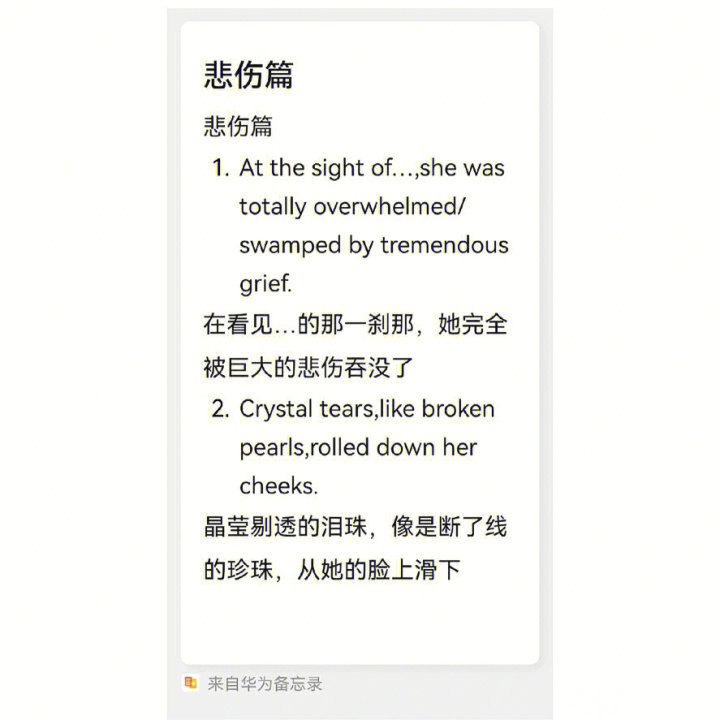 悲伤篇
悲伤篇
1. At the sight of...,she was
totally overwhelmed/
swamped by tremendous
grief.
在看见...的那一刹那，她完全
被巨大的悲伤吞没了
2. Crystal tears,like broken
pearls,rolled down her
cheeks.
晶莹剔透的泪珠，像是断了线
的珍珠，从她的脸上滑下
来自华为备忘录